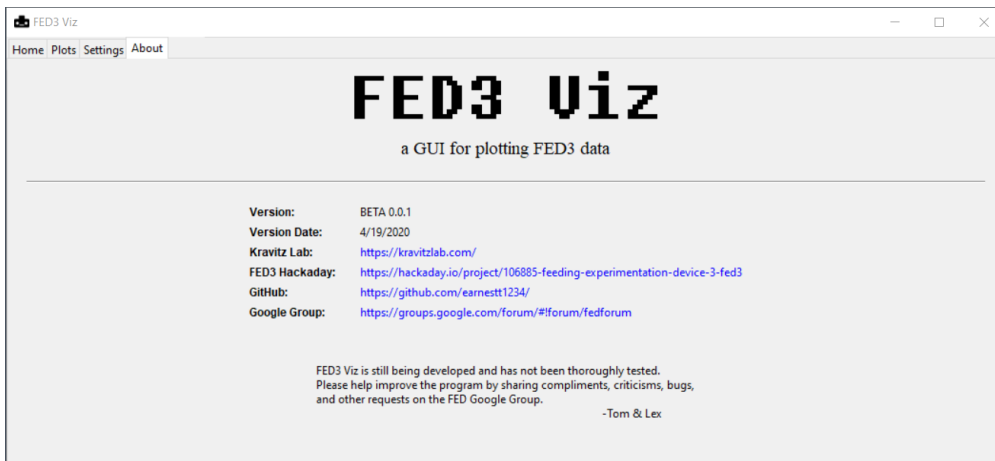 FED3 Viz
Home Plots Settings About
FED3 Viz
a GUI for plotting FED3 data
Version: BETA 0.0.1
Version Date: 4/19/2020
Kravitz Lab: https://kravitzlab.com/
FED3 Hackaday: https://hackaday.io/project/106885-feeding-experimentation-device-3-fed3
GitHub: https://github.com/earnestt1234/
Google Group: https://groups.google.com/forum/#!forum/fedforum
FED3 Viz is still being developed and has not been thoroughly tested.
Please help improve the program by sharing compliments, criticisms, bugs,
and other requests on the FED Google Group.
-Tom & Lex